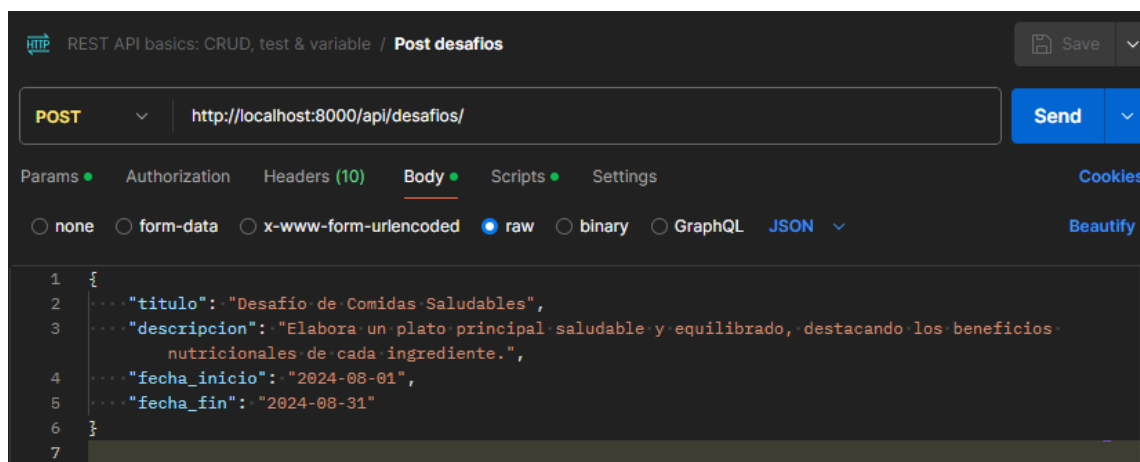 HTTP REST API basics: CRUD, test & variable / Post desafios Save
POST http://localhost:8000/api/desafios/ Send
Params Authorization Headers (10) Body Scripts Settings Cookies
none form-data x-www-form-urlencoded raw binary GraphQL JSON Beautify
1 {
2 "titulo": "Desafío de Comidas Saludables",
3 "descripcion": "Elabora un plato principal saludable y equilibrado, destacando los beneficios
nutricionales de cada ingrediente.",
4 "fecha_inicio": "2024-08-01",
5 "fecha_fin": "2024-08-31"
6 }
7